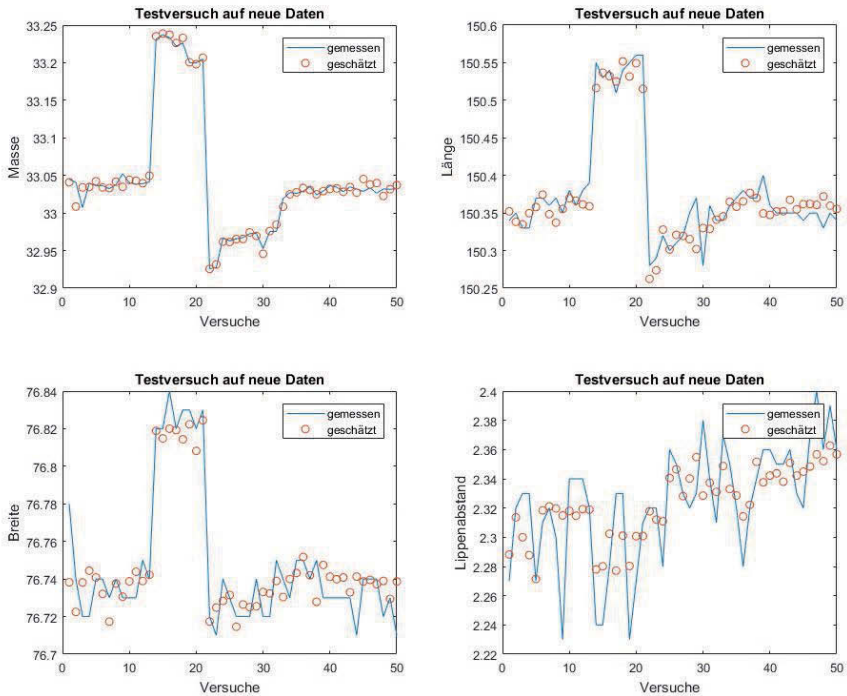 Testversuch auf neue Daten
33.25
33.2
33.15
33.1
33.05
33
32.95
32.9
Masse
gemessen
geschätzt
0 10 20 30 40 50
Versuche
Testversuch auf neue Daten
150.6
150.55
150.5
150.45
150.4
150.35
150.3
150.25
Länge
gemessen
geschätzt
0 10 20 30 40 50
Versuche
Testversuch auf neue Daten
76.84
76.82
76.8
76.78
76.76
76.74
76.72
76.7
Breite
gemessen
geschätzt
0 10 20 30 40 50
Versuche
Testversuch auf neue Daten
2.4
2.38
2.36
2.34
2.32
2.3
2.28
2.26
2.24
2.22
Lippenabstand
gemessen
geschätzt
0 10 20 30 40 50
Versuche